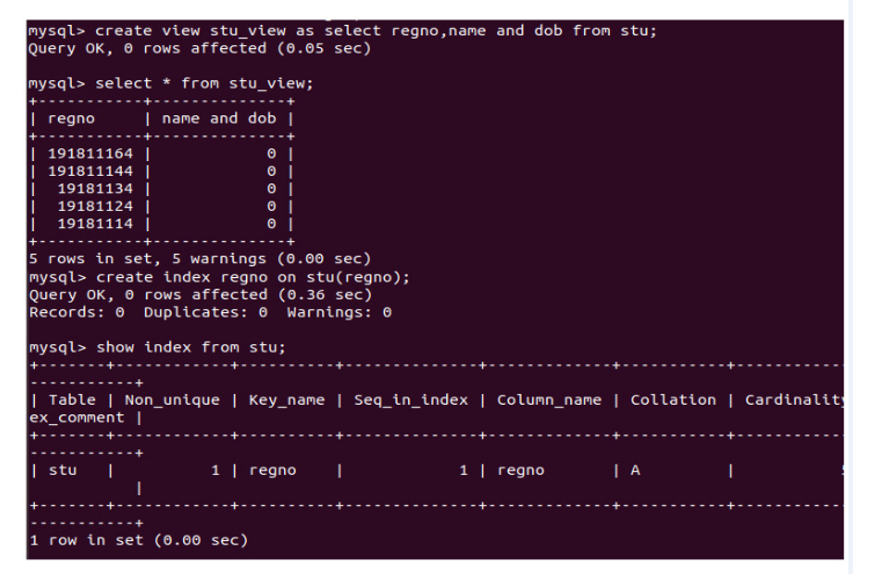 mysql> create view stu_view as select regno,name and dob from stu;
Query OK, 0 rows affected (0.05 sec)
mysql> select * from stu_view;
+-----------+--------------+
| regno     | name and dob |
+-----------+--------------+
| 191811164 |            0 |
| 191811144 |            0 |
|  19181134 |            0 |
|  19181124 |            0 |
|  19181114 |            0 |
+-----------+--------------+
5 rows in set, 5 warnings (0.00 sec)
mysql> create index regno on stu(regno);
Query OK, 0 rows affected (0.36 sec)
Records: 0  Duplicates: 0  Warnings: 0
mysql> show index from stu;
+-------+------------+----------+--------------+-------------+-----------+----------
-----------+
| Table | Non_unique | Key_name | Seq_in_index | Column_name | Collation | Cardinality
ex_comment |
+-------+------------+----------+--------------+-------------+-----------+----------
-----------+
| stu   |          1 | regno    |            1 | regno       | A         |
           |
+-------+------------+----------+--------------+-------------+-----------+----------
-----------+
1 row in set (0.00 sec)